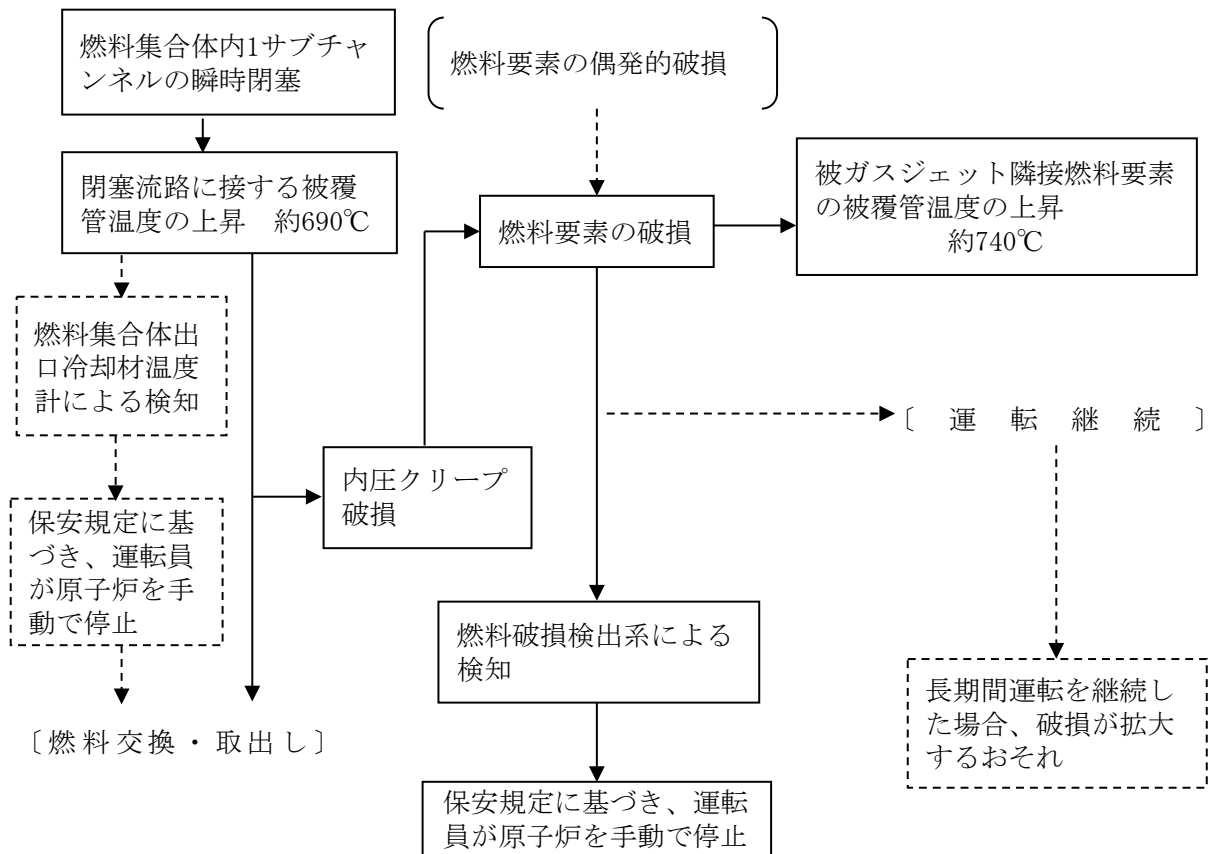 燃料集合体内1サブチャ
ンネルの瞬時閉塞
燃料要素の偶発的破損
閉塞流路に接する被覆
管温度の上昇 約690℃
燃料要素の破損
被ガスジェット隣接燃料要素
の被覆管温度の上昇
約740℃
燃料集合体出
口冷却材温度
計による検知
〔運転継続〕
内圧クリープ
破損
保安規定に基
づき、運転員
が原子炉を手
動で停止
燃料破損検出系による
検知
長期間運転を継続し
た場合、破損が拡大
するおそれ
〔燃料交換・取出し〕
保安規定に基づき、運転
員が原子炉を手動で停止